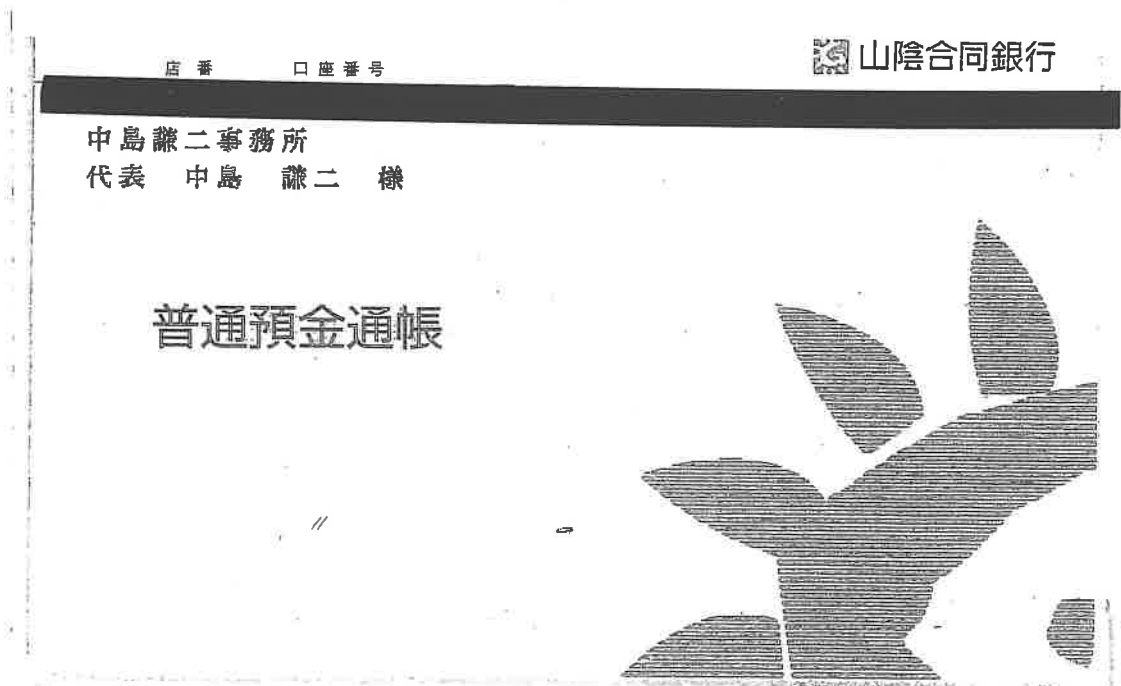 店番 口座番号
山陰合同銀行
中島謙二事務所
代表 中島 謙二 様
普通預金通帳